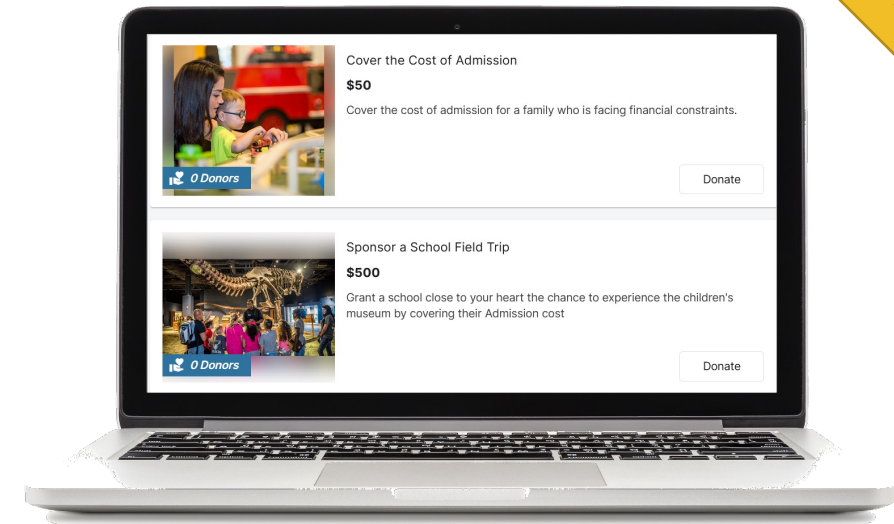 Cover the Cost of Admission
$50
Cover the cost of admission for a family who is facing financial constraints.
0 Donors
Donate
Sponsor a School Field Trip
$500
Grant a school close to your heart the chance to experience the children's
museum by covering their Admission cost
0 Donors
Donate